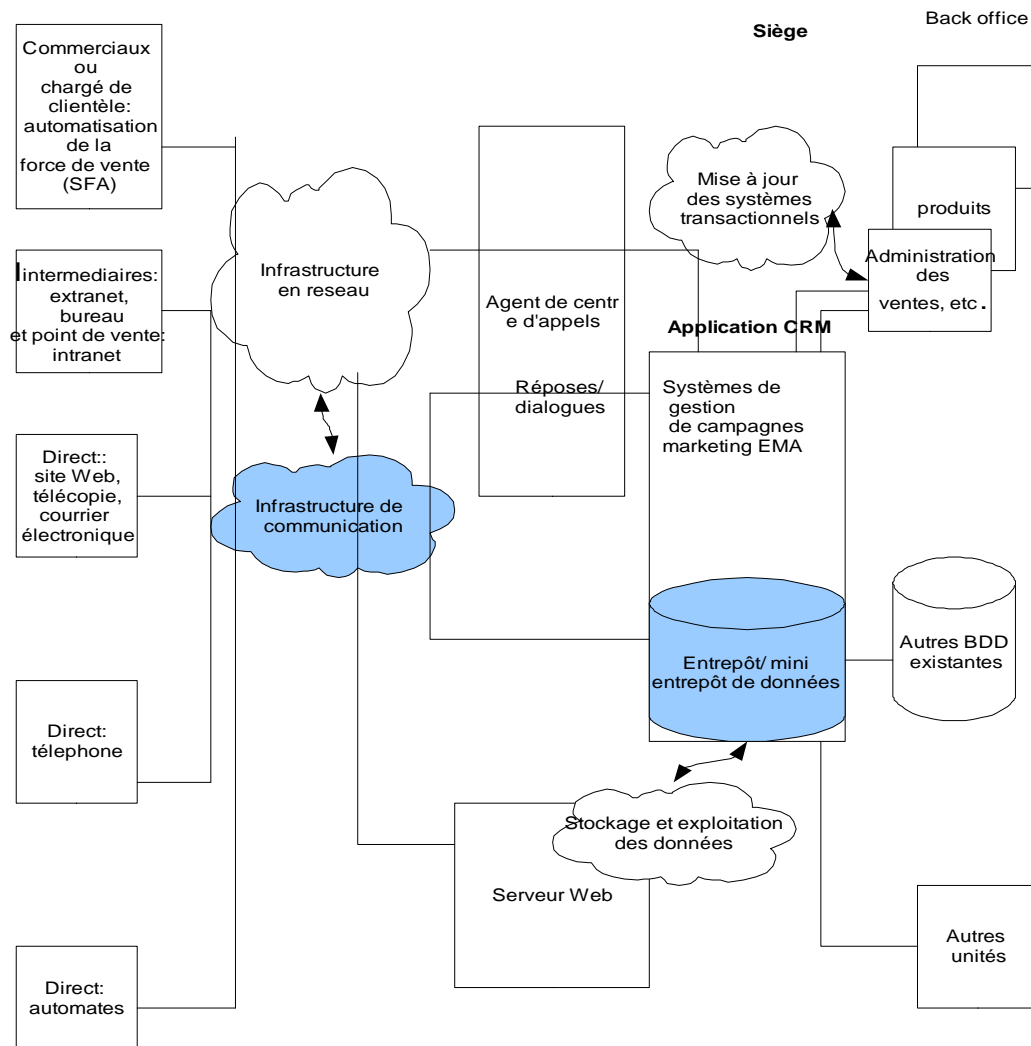 Back office
Siège
Commerciaux
ou
chargé de
clientèle:
automatisation
de la
force de vente
(SFA)
Mise à jour
des systèmes
transactionnels
produits
Administration
des
ventes, etc.
Iintermediaires:
extranet,
bureau
et point de vente:
intranet
Infrastructure
en reseau
Agent de centr
e d'appels
Réposes/
dialogues
Application CRM
Systèmes de
gestion
de campagnes
marketing EMA
Direct::
site Web,
télécopie,
courrier
électronique
Infrastructure de
communication
Entrepôt/ mini
entrepôt de données
Autres BDD
existantes
Direct:
télephone
Stockage et exploitation
des données
Serveur Web
Autres
unités
Direct:
automates